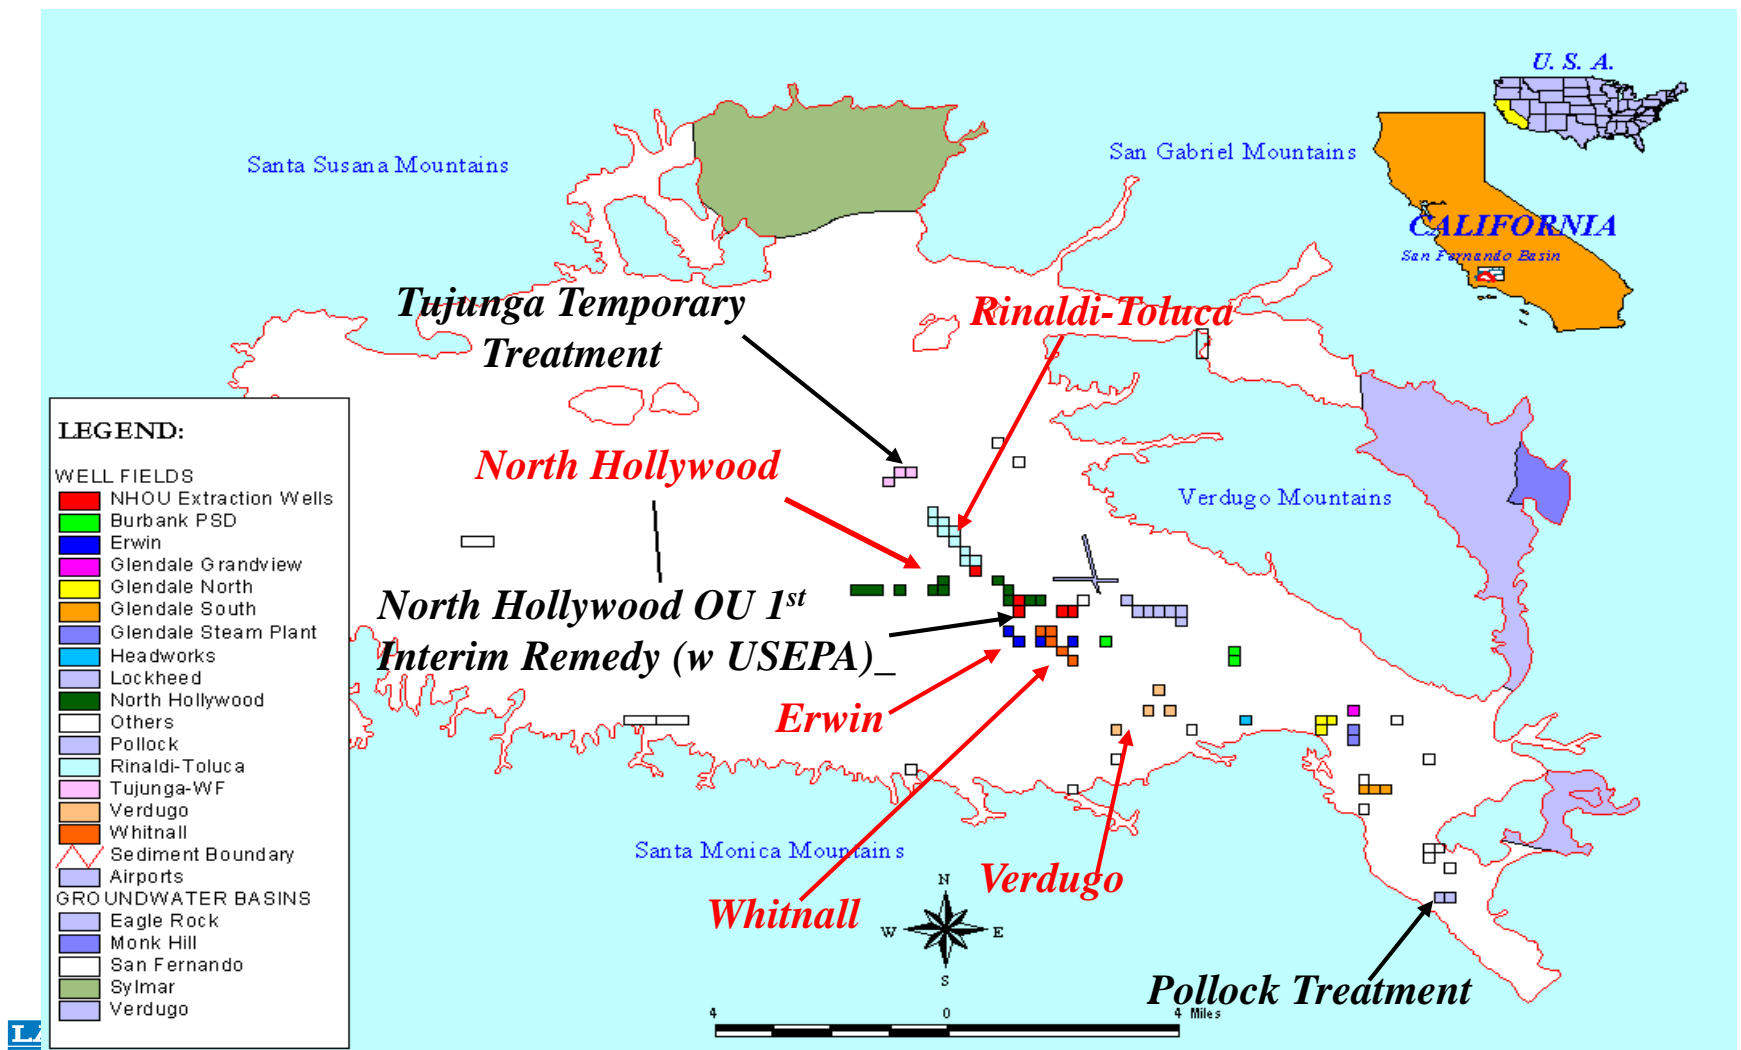 U. S. A.
Santa Susana Mountains
San Gabriel Mountains
CALIFORNIA
San Fernando Basin
Tujunga Temporary
Treatment
Rinaldi-Toluca
North Hollywood
Verdugo Mountains
North Hollywood OU 1st
Interim Remedy (w USEPA)_
Erwin
Santa Monica Mountains
Verdugo
Whitnall
N
W
E
S
Pollock Treatment
4
0
4 Miles
LEGEND:
WELL FIELDS
NHOU Extraction Wells
Burbank PSD
Erwin
Glendale Grandview
Glendale North
Glendale South
Glendale Steam Plant
Headworks
Lockheed
North Hollywood
Others
Pollock
Rinaldi-Toluca
Tujunga-WF
Verdugo
Whitnall
Sediment Boundary
Airports
GROUNDWATER BASINS
Eagle Rock
Monk Hill
San Fernando
Sylmar
Verdugo